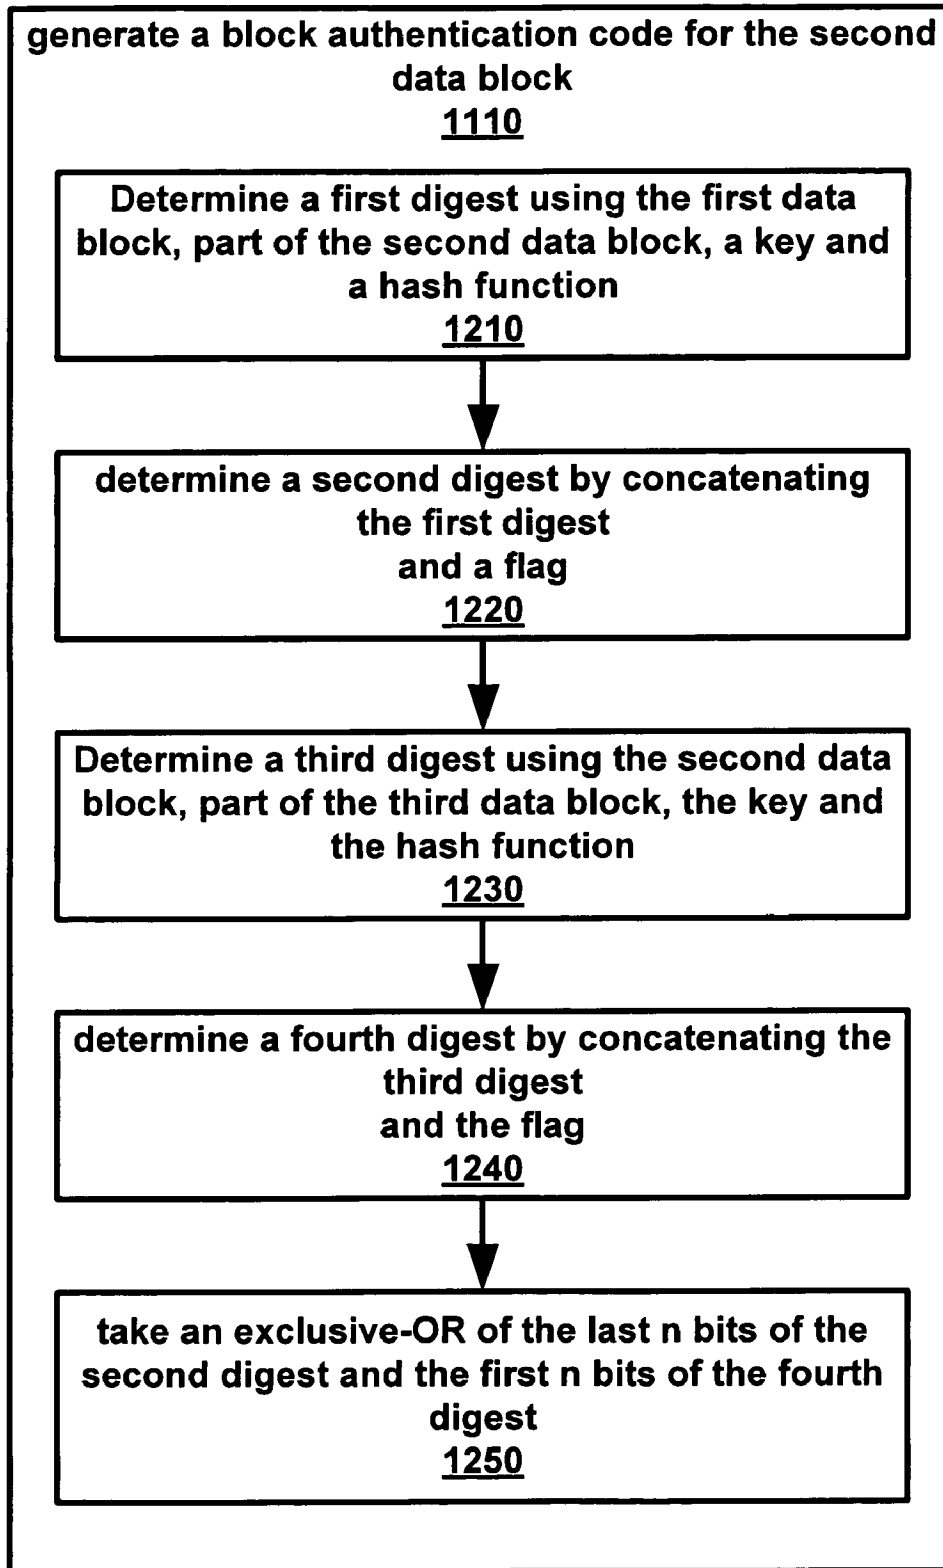 generate a block authentication code for the second
data block
1110
Determine a first digest using the first data
block, part of the second data block, a key and
a hash function
1210
determine a second digest by concatenating
the first digest
and a flag
1220
Determine a third digest using the second data
block, part of the third data block, the key and
the hash function
1230
determine a fourth digest by concatenating the
third digest
and the flag
1240
take an exclusive-OR of the last n bits of the
second digest and the first n bits of the fourth
digest
1250